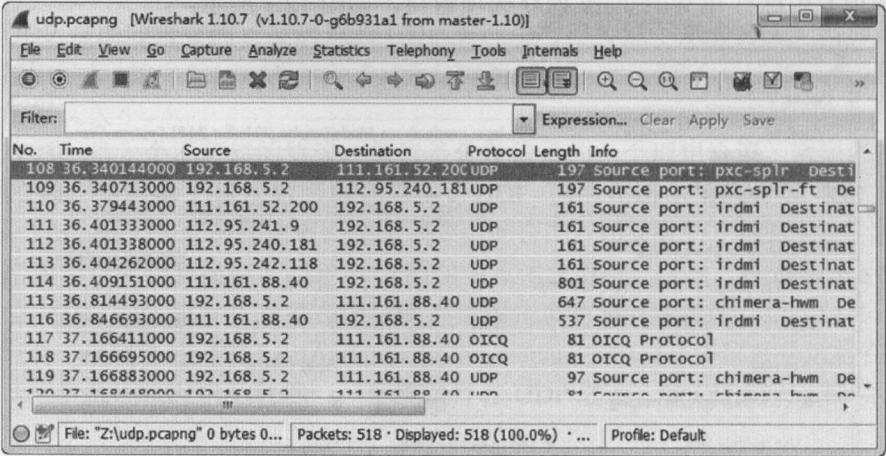 udp.pcapng [Wireshark 1.10.7 (v1.10.7-0-g6b931a1 from master-1.10)]
File Edit View Go Capture Analyze Statistics Telephony Tools Internals Help
Filter: Expression... Clear Apply Save
No. Time Source Destination Protocol Length Info
108 36.340144000 192.168.5.2 111.161.52.200 UDP 197 Source port: pxc-splr Desti
109 36.340713000 192.168.5.2 112.95.240.181 UDP 197 Source port: pxc-splr-ft De
110 36.379443000 111.161.52.200 192.168.5.2 UDP 161 Source port: irdmi Destinat
111 36.401333000 112.95.241.9 192.168.5.2 UDP 161 Source port: irdmi Destinat
112 36.401338000 112.95.240.181 192.168.5.2 UDP 161 Source port: irdmi Destinat
113 36.404262000 112.95.242.118 192.168.5.2 UDP 161 Source port: irdmi Destinat
114 36.409151000 111.161.88.40 192.168.5.2 UDP 801 Source port: irdmi Destinat
115 36.814493000 192.168.5.2 111.161.88.40 UDP 647 Source port: chimera-hwm De
116 36.846693000 111.161.88.40 192.168.5.2 UDP 537 Source port: irdmi Destinat
117 37.166411000 192.168.5.2 111.161.88.40 OICQ 81 OICQ Protocol
118 37.166695000 192.168.5.2 111.161.88.40 OICQ 81 OICQ Protocol
119 37.166883000 192.168.5.2 111.161.88.40 UDP 97 Source port: chimera-hwm De
File: "Z:\udp.pcapng" 0 bytes 0... Packets: 518 · Displayed: 518 (100.0%) · ... Profile: Default